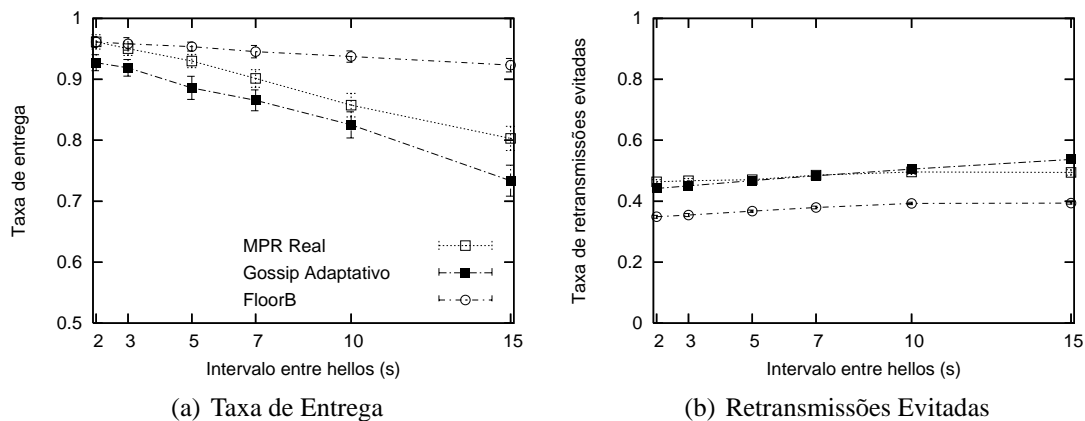 1
0.9
0.8
0.7
0.6
0.5
Taxa de entrega
MPR Real
Gossip Adaptativo
FloorB
2 3 5 7 10 15
Intervalo entre hellos (s)
(a) Taxa de Entrega
1
0.8
0.6
0.4
0.2
0
Taxa de retransmissões evitadas
2 3 5 7 10 15
Intervalo entre hellos (s)
(b) Retransmissões Evitadas